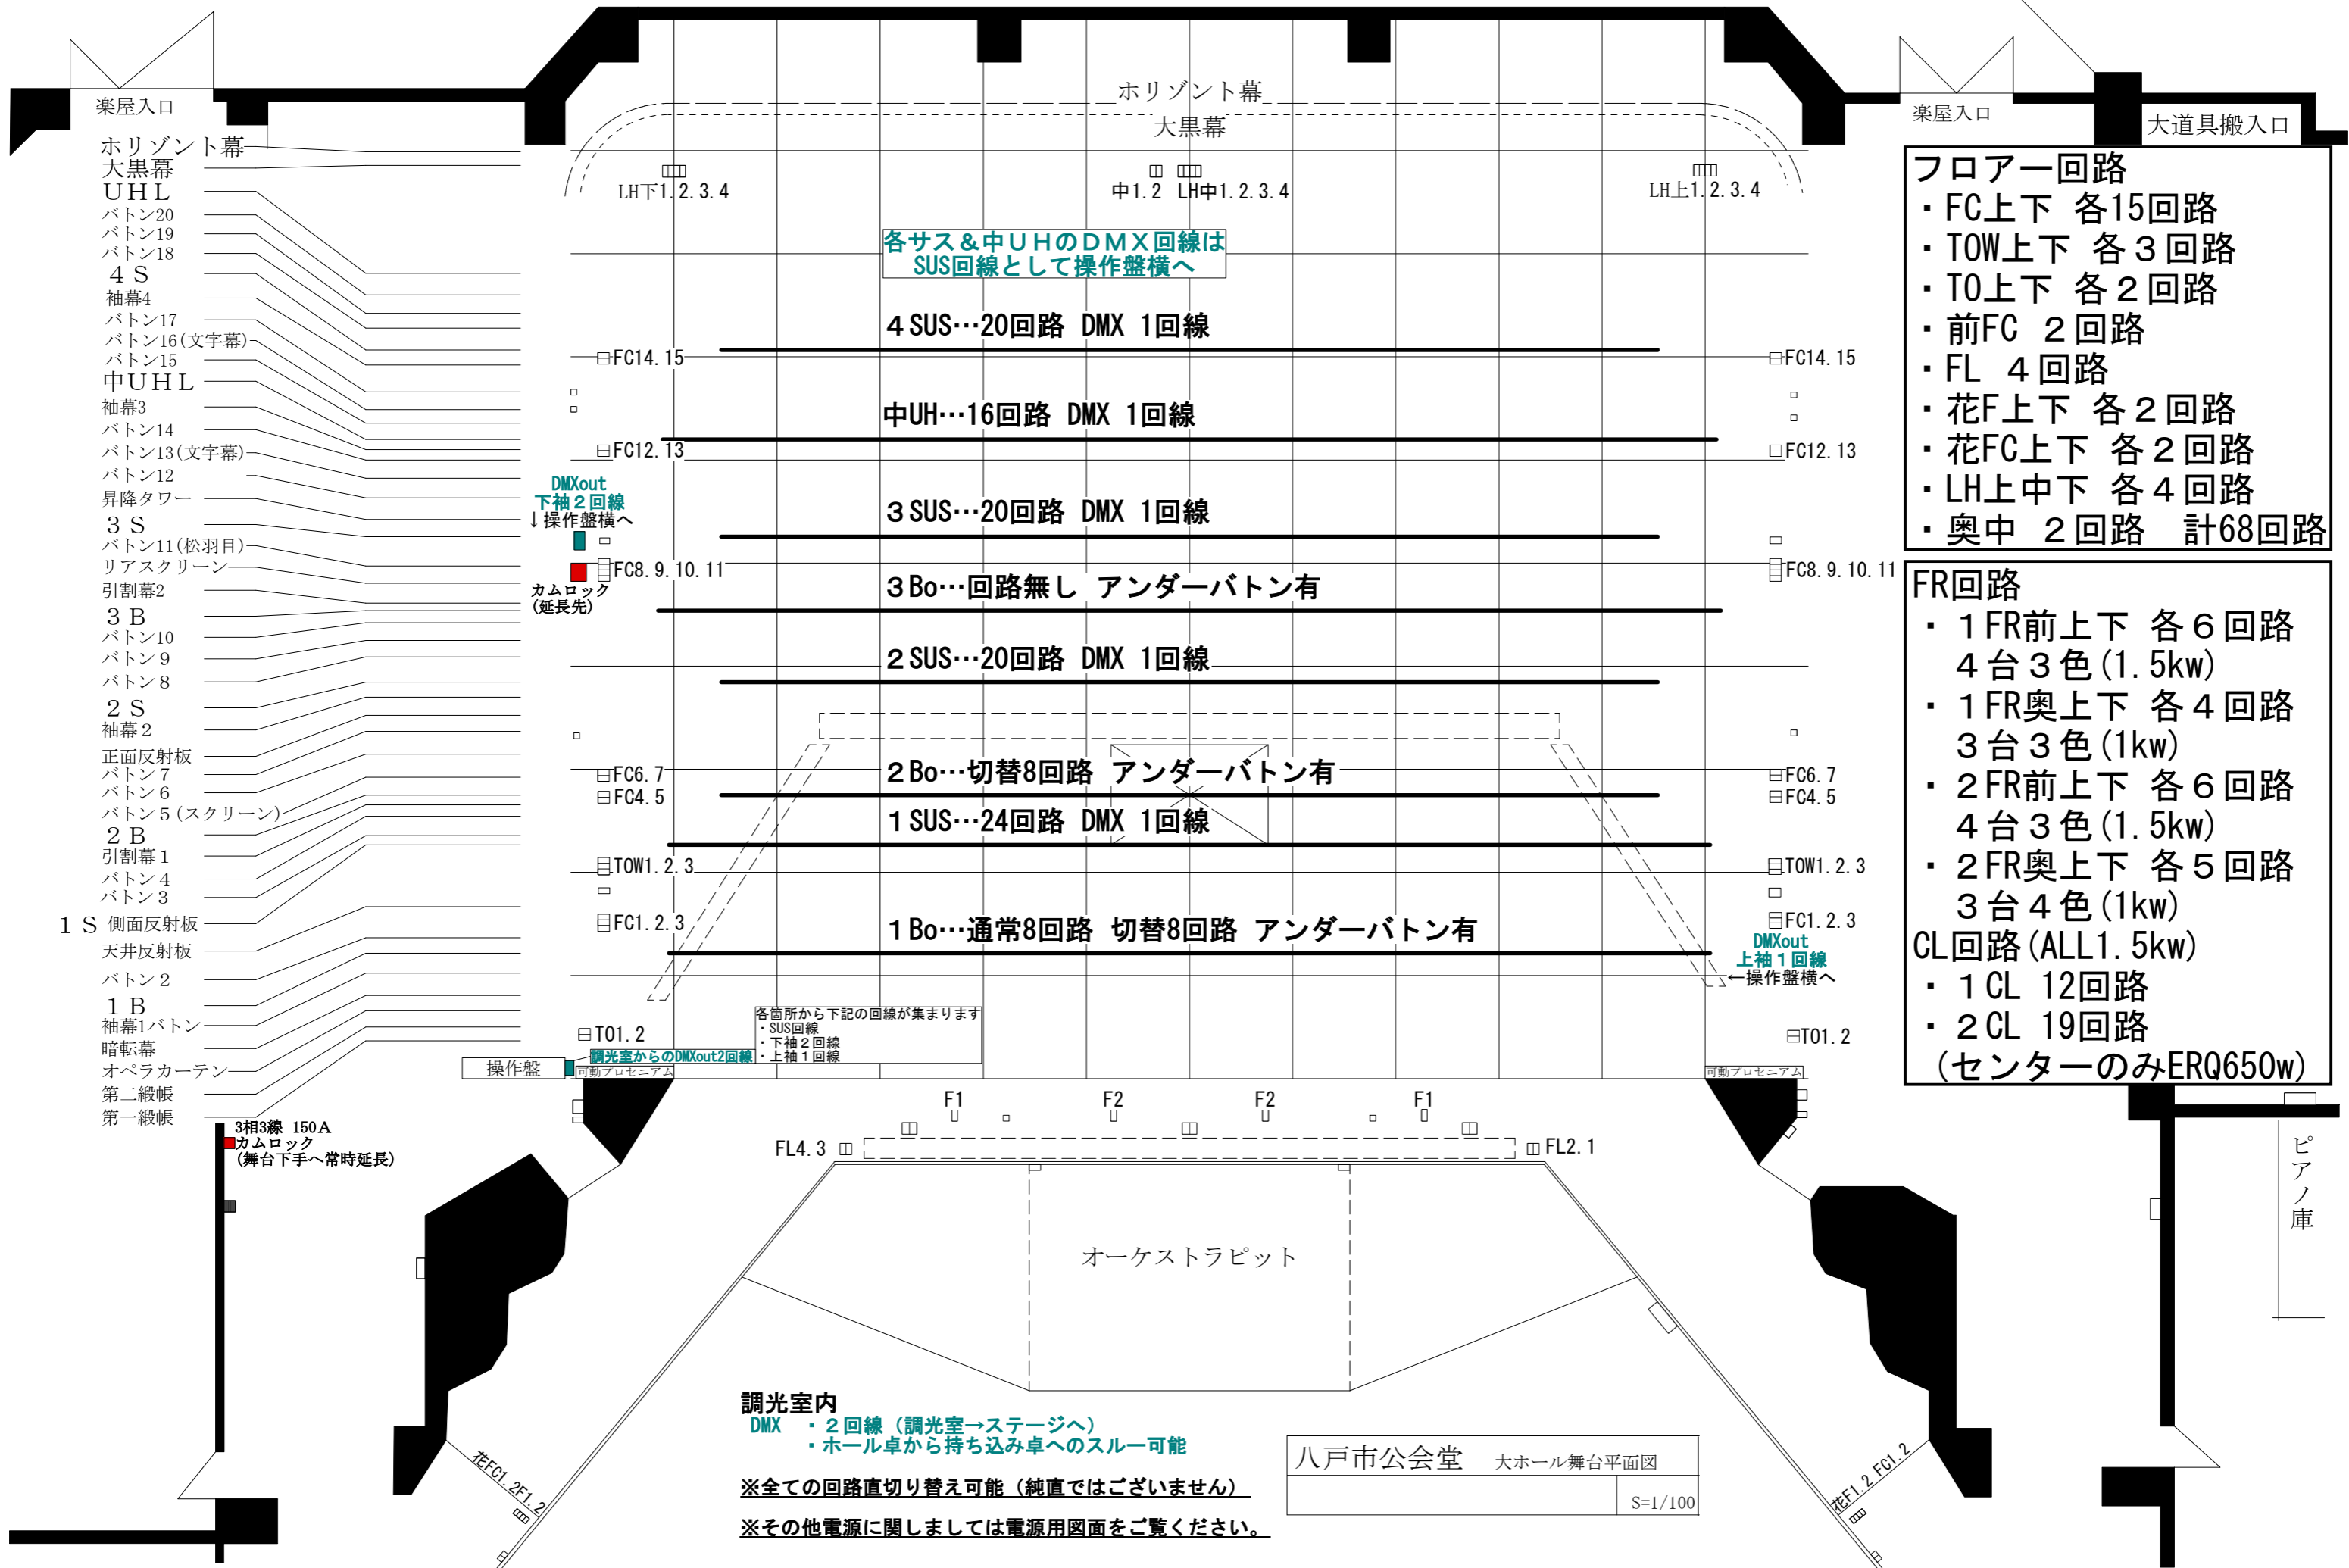 楽屋入口
ホリゾント幕
大黒幕
UHL
バトン20
バトン19
バトン18
4S
袖幕4
バトン17
バトン16(文字幕)
バトン15
中UHL
袖幕3
バトン14
バトン13(文字幕)
バトン12
昇降タワー
3S
バトン11(松羽目)
リアスクリーン
引割幕2
3B
バトン10
バトン9
バトン8
2S
袖幕2
正面反射板
バトン7
バトン6
バトン5(スクリーン)
2B
引割幕1
バトン4
バトン3
1S 側面反射板
天井反射板
バトン2
1B
袖幕1バトン
暗転幕
オペラカーテン
第二緞帳
第一緞帳
3相3線 150A
カムロック
(舞台下手へ常時延長)
ホリゾント幕
大黒幕
LH下1.2.3.4
中1.2 LH中1.2.3.4
LH上1.2.3.4
各サス&中UHのDMX回線は
SUS回線として操作盤横へ
4SUS…20回路 DMX 1回線
FC14.15
FC14.15
中UH…16回路 DMX 1回線
FC12.13
FC12.13
DMXout
下袖2回線
↓操作盤横へ
3SUS…20回路 DMX 1回線
FC8.9.10.11
FC8.9.10.11
カムロック
(延長先)
3Bo…回路無し アンダーバトン有
2SUS…20回路 DMX 1回線
2Bo…切替8回路 アンダーバトン有
FC6.7
FC6.7
FC4.5
FC4.5
1SUS…24回路 DMX 1回線
TOW1.2.3
TOW1.2.3
FC1.2.3
FC1.2.3
1Bo…通常8回路 切替8回路 アンダーバトン有
DMXout
上袖1回線
←操作盤横へ
各箇所から下記の回線が集まります
・SUS回線
・下袖2回線
・上袖1回線
TO1.2
TO1.2
調光室からのDMXout2回線
操作盤
可動プロセニアム
可動プロセニアム
F1
F2
F2
F1
FL4.3
FL2.1
オーケストラピット
花FC1.2F1.2
花F1.2 FC1.2
調光室内
DMX ・2回線(調光室→ステージへ)
・ホール卓から持ち込み卓へのスルー可能
※全ての回路直切り替え可能(純直ではございません)
※その他電源に関しましては電源用図面をご覧ください。
八戸市公会堂 大ホール舞台平面図
S=1/100
楽屋入口
大道具搬入口
フロアー回路
・FC上下 各15回路
・TOW上下 各3回路
・TO上下 各2回路
・前FC 2回路
・FL 4回路
・花F上下 各2回路
・花FC上下 各2回路
・LH上中下 各4回路
・奥中 2回路 計68回路
FR回路
・1FR前上下 各6回路
4台3色(1.5kw)
・1FR奥上下 各4回路
3台3色(1kw)
・2FR前上下 各6回路
4台3色(1.5kw)
・2FR奥上下 各5回路
3台4色(1kw)
CL回路(ALL1.5kw)
・1CL 12回路
・2CL 19回路
(センターのみERQ650w)
ピアノ庫